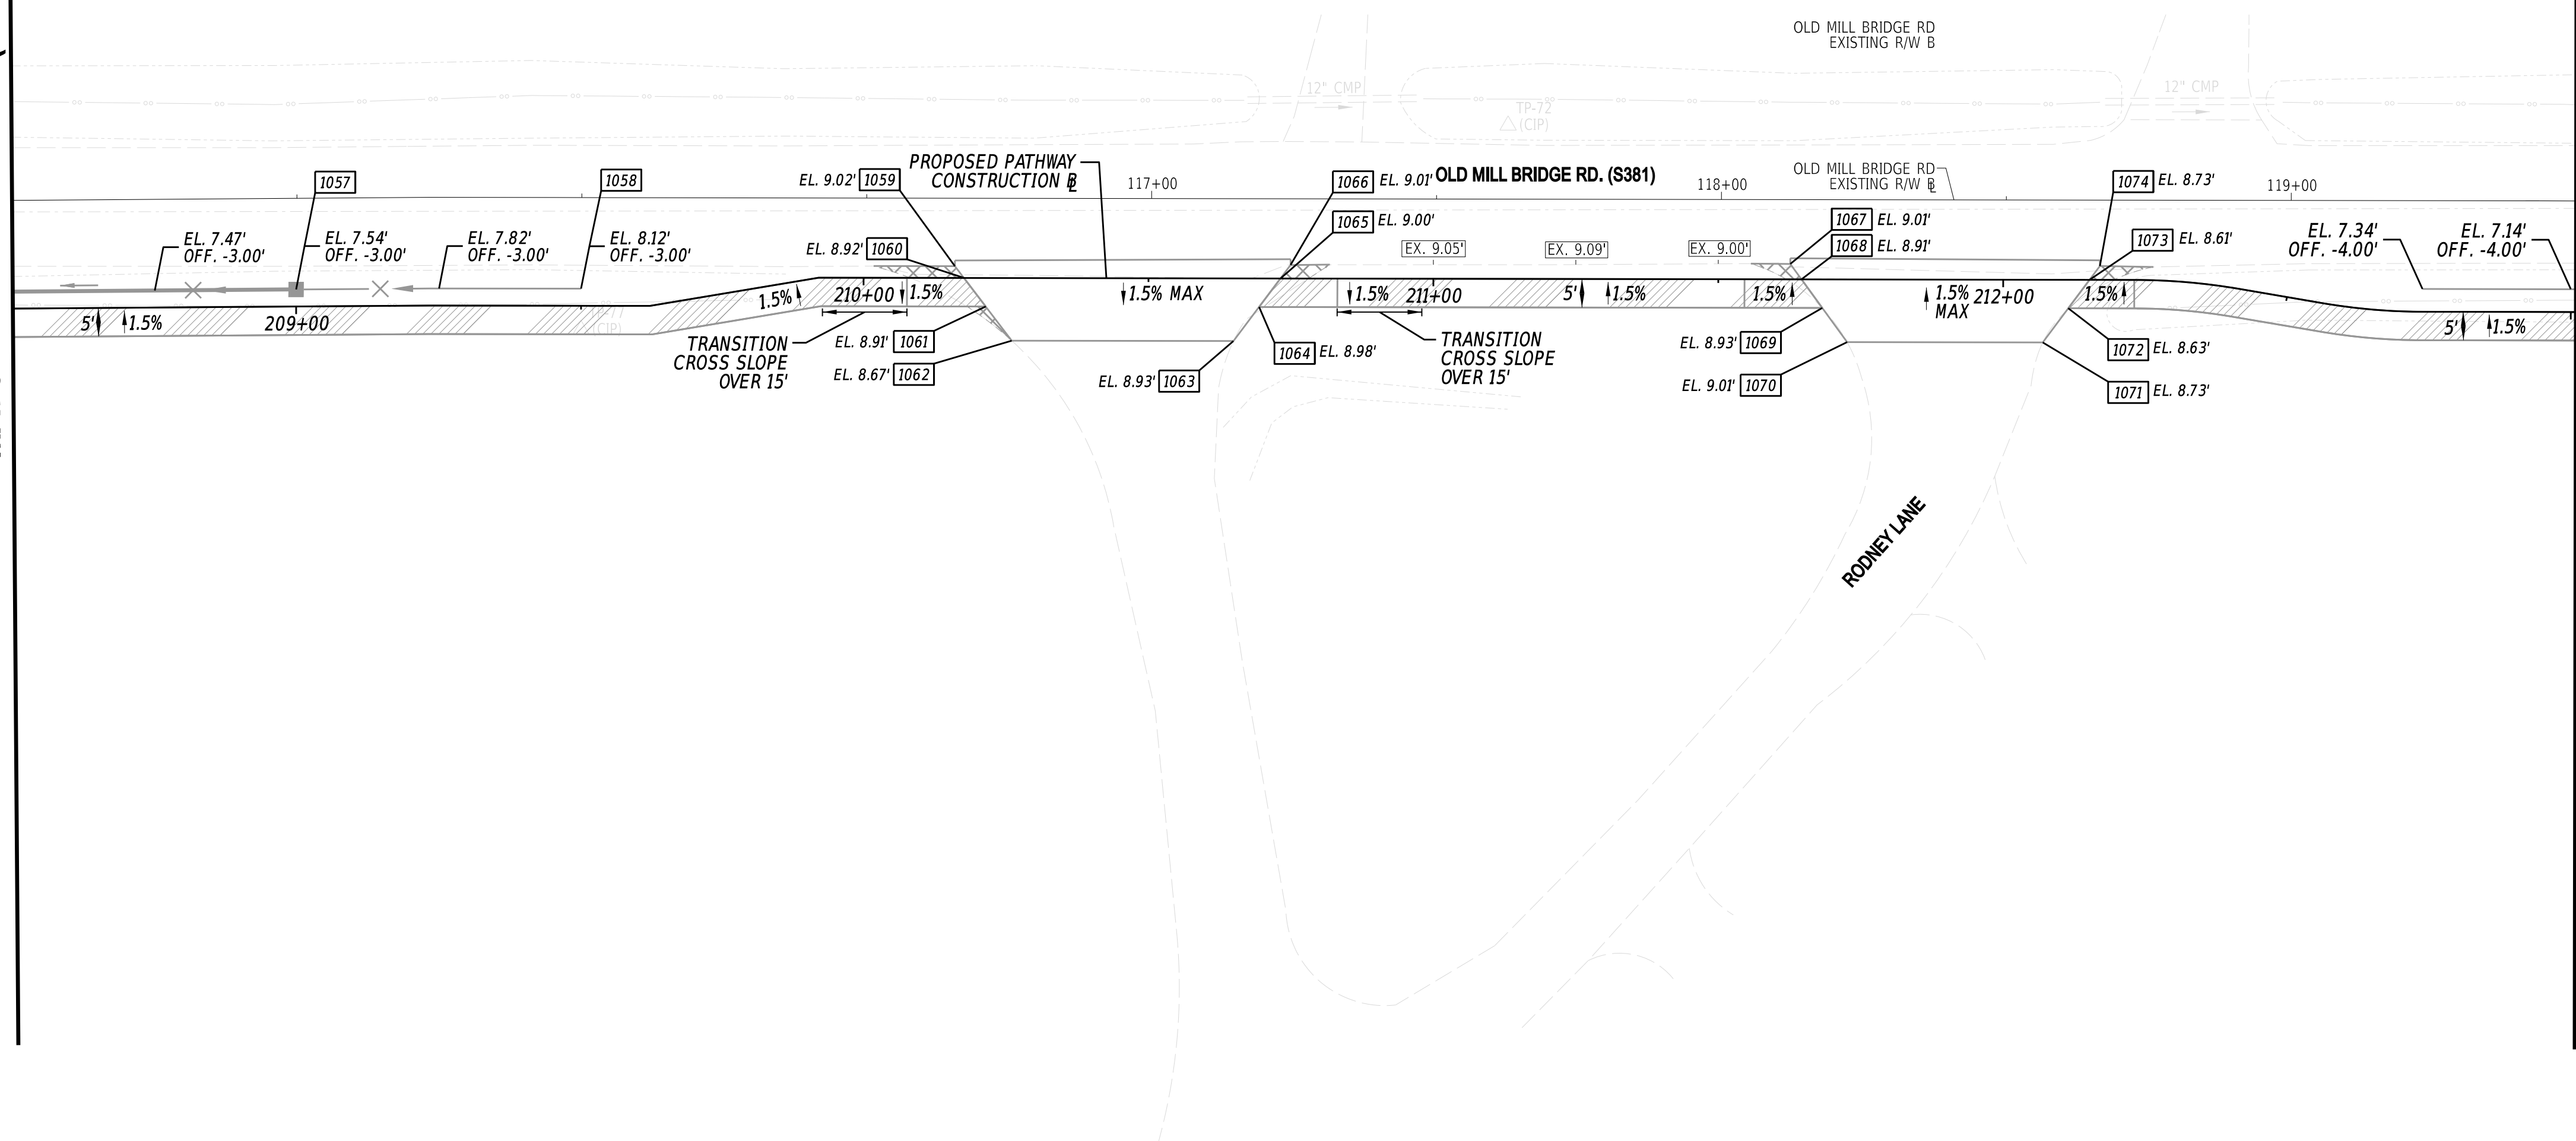 OLD MILL BRIDGE RD
EXISTING R/W B
12" CMP
TP-72
(CIP)
12" CMP
1057
1058
EL. 9.02' 1059
PROPOSED PATHWAY
CONSTRUCTION BL
117+00
1066 EL. 9.01'
OLD MILL BRIDGE RD. (S381)
118+00
OLD MILL BRIDGE RD
EXISTING R/W BL
1074 EL. 8.73'
119+00
EL. 7.47'
OFF. -3.00'
EL. 7.54'
OFF. -3.00'
EL. 7.82'
OFF. -3.00'
EL. 8.12'
OFF. -3.00'
EL. 8.92' 1060
1065 EL. 9.00'
EX. 9.05'
EX. 9.09'
EX. 9.00'
1067 EL. 9.01'
1068 EL. 8.91'
1073 EL. 8.61'
EL. 7.34'
OFF. -4.00'
EL. 7.14'
OFF. -4.00'
5'
1.5%
209+00
(CIP)
1.5%
210+00
1.5%
1.5% MAX
1.5%
211+00
5'
1.5%
1.5%
1.5%
MAX
212+00
1.5%
5'
1.5%
TRANSITION
CROSS SLOPE
OVER 15'
EL. 8.91' 1061
EL. 8.67' 1062
EL. 8.93' 1063
1064 EL. 8.98'
TRANSITION
CROSS SLOPE
OVER 15'
EL. 8.93' 1069
EL. 9.01' 1070
1072 EL. 8.63'
1071 EL. 8.73'
RODNEY LANE